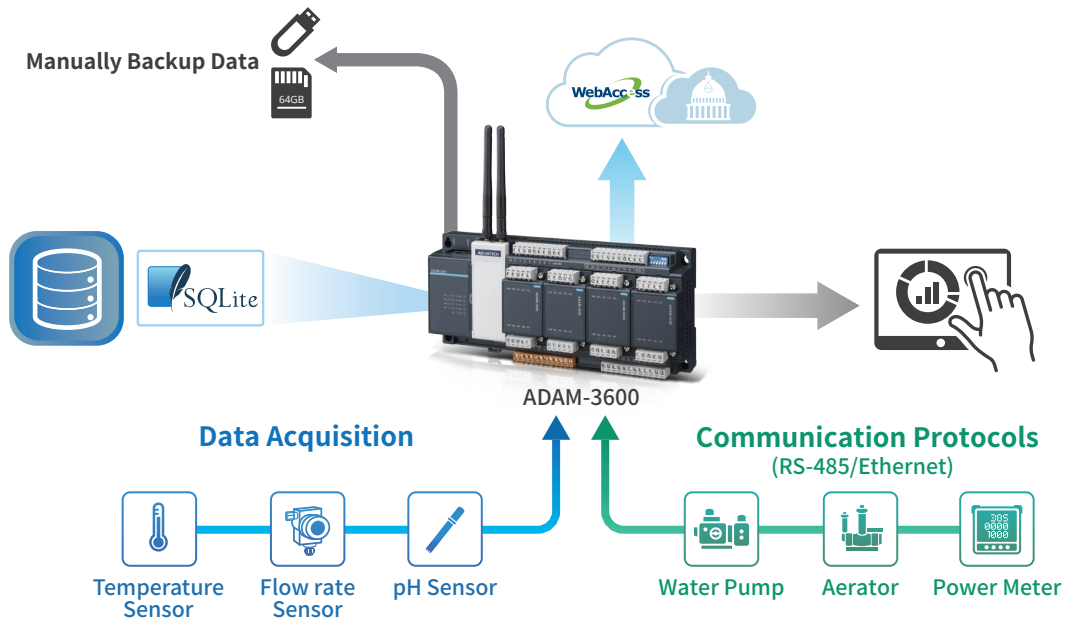 Manually Backup Data
64GB
WebAccess
SQLite
ADVANTECH
ADAM-3600
Data Acquisition
Communication Protocols
(RS-485/Ethernet)
Temperature
Sensor
Flow rate
Sensor
pH Sensor
Water Pump
Aerator
Power Meter